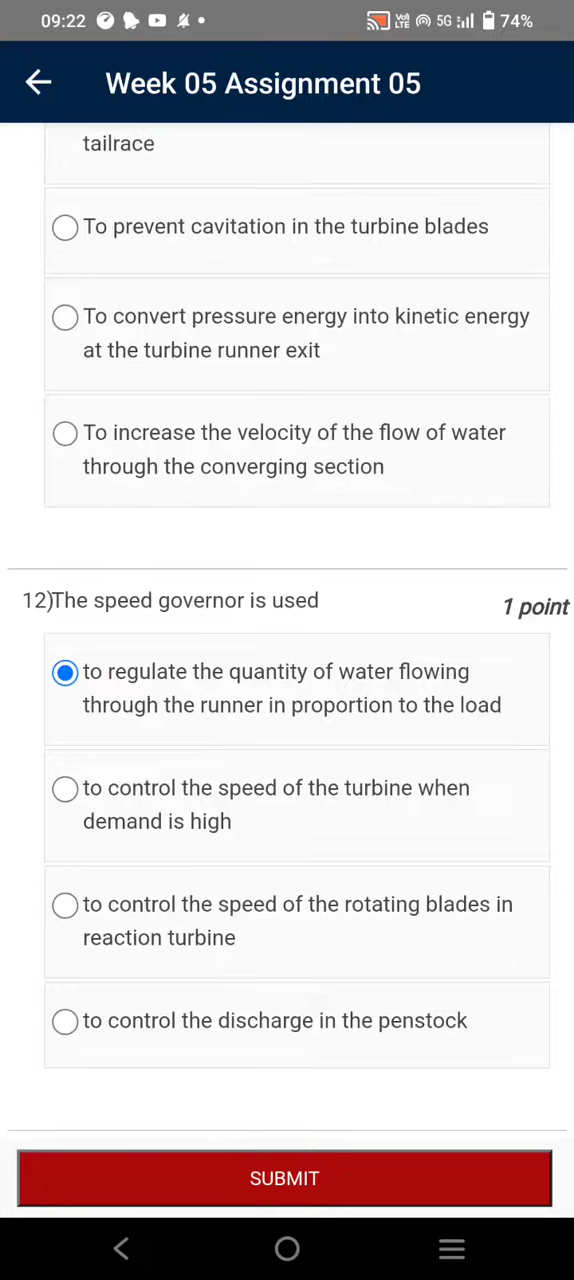 09:22
Vo) LTE 5G 74%
Week 05 Assignment 05
tailrace
To prevent cavitation in the turbine blades
To convert pressure energy into kinetic energy
at the turbine runner exit
To increase the velocity of the flow of water
through the converging section
12)The speed governor is used
1 point
to regulate the quantity of water flowing
through the runner in proportion to the load
to control the speed of the turbine when
demand is high
to control the speed of the rotating blades in
reaction turbine
to control the discharge in the penstock
SUBMIT